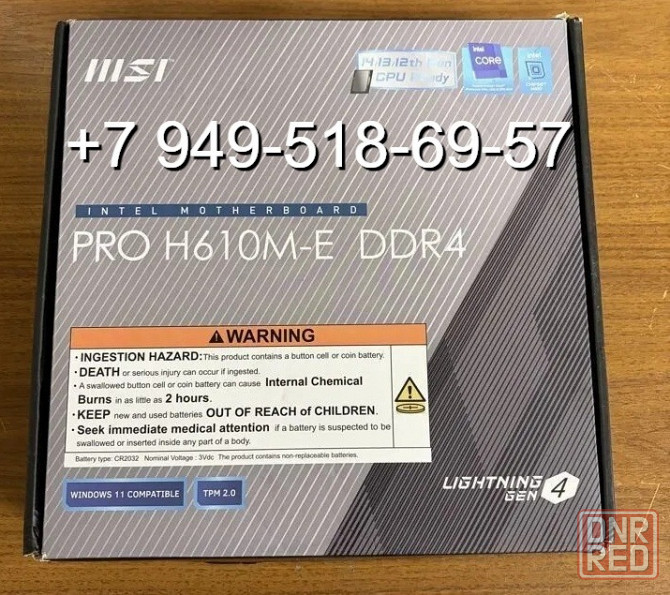 msi
14,13,12th Gen
CPU Ready
intel
CORE
intel
+7 949-518-69-57
INTEL MOTHERBOARD
PRO H610M-E DDR4
WARNING
· INGESTION HAZARD: This product contains a button cell or coin battery.
· DEATH or serious injury can occur if ingested.
· A swallowed button cell or coin battery can cause Internal Chemical
Burns in as little as 2 hours.
· KEEP new and used batteries OUT OF REACH of CHILDREN.
· Seek immediate medical attention if a battery is suspected to be
swallowed or inserted inside any part of a body.
Battery type: CR2032 Nominal Voltage : 3Vdc The product contains non-replaceable batteries.
WINDOWS 11 COMPATIBLE
TPM 2.0
LIGHTNING
GEN 4
DNR
RED